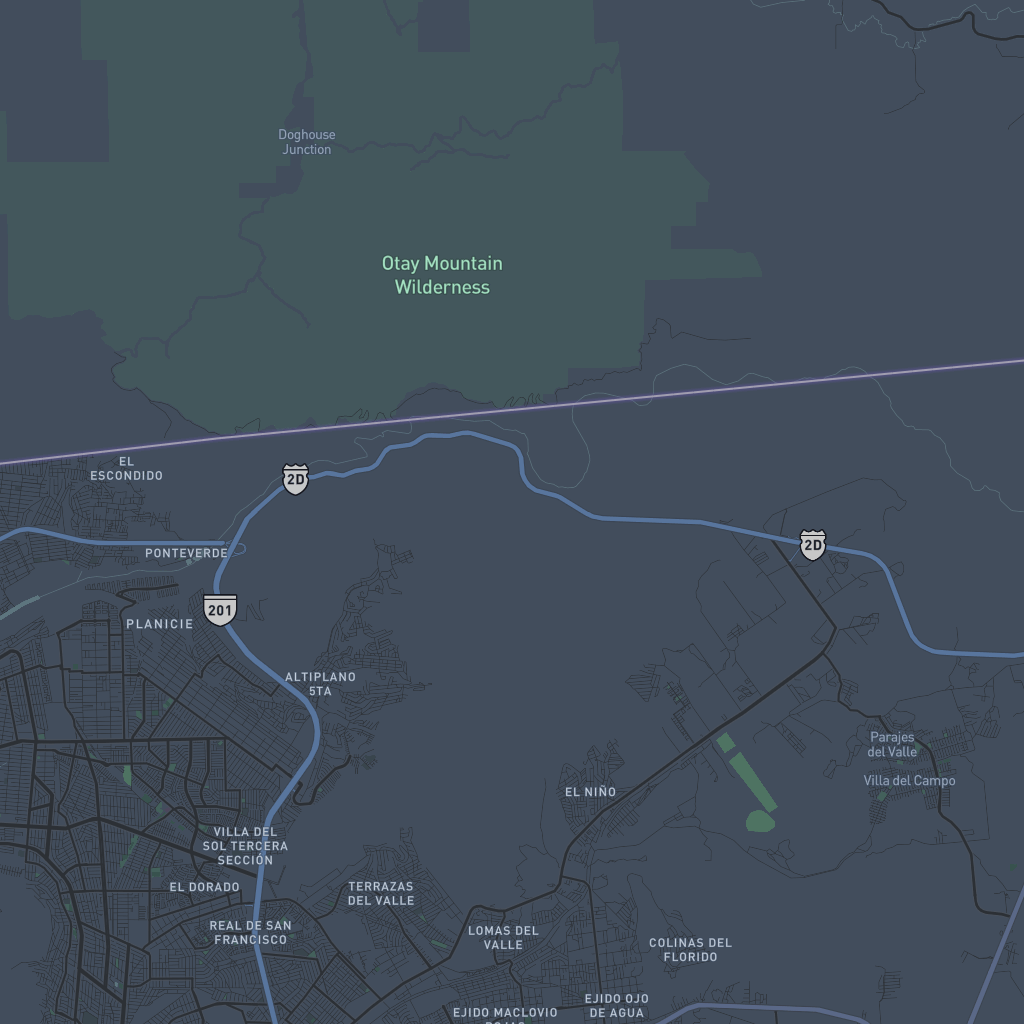 Doghouse
Junction
Otay Mountain
Wilderness
EL
ESCONDIDO
2D
2D
PONTEVERDE
201
PLANICIE
ALTIPLANO
5TA
Parajes
del Valle
Villa del Campo
EL NIÑO
VILLA DEL
SOL TERCERA
SECCIÓN
EL DORADO
TERRAZAS
DEL VALLE
REAL DE SAN
FRANCISCO
LOMAS DEL
VALLE
COLINAS DEL
FLORIDO
EJIDO OJO
DE AGUA
EJIDO MACLOVIO
ROJAS